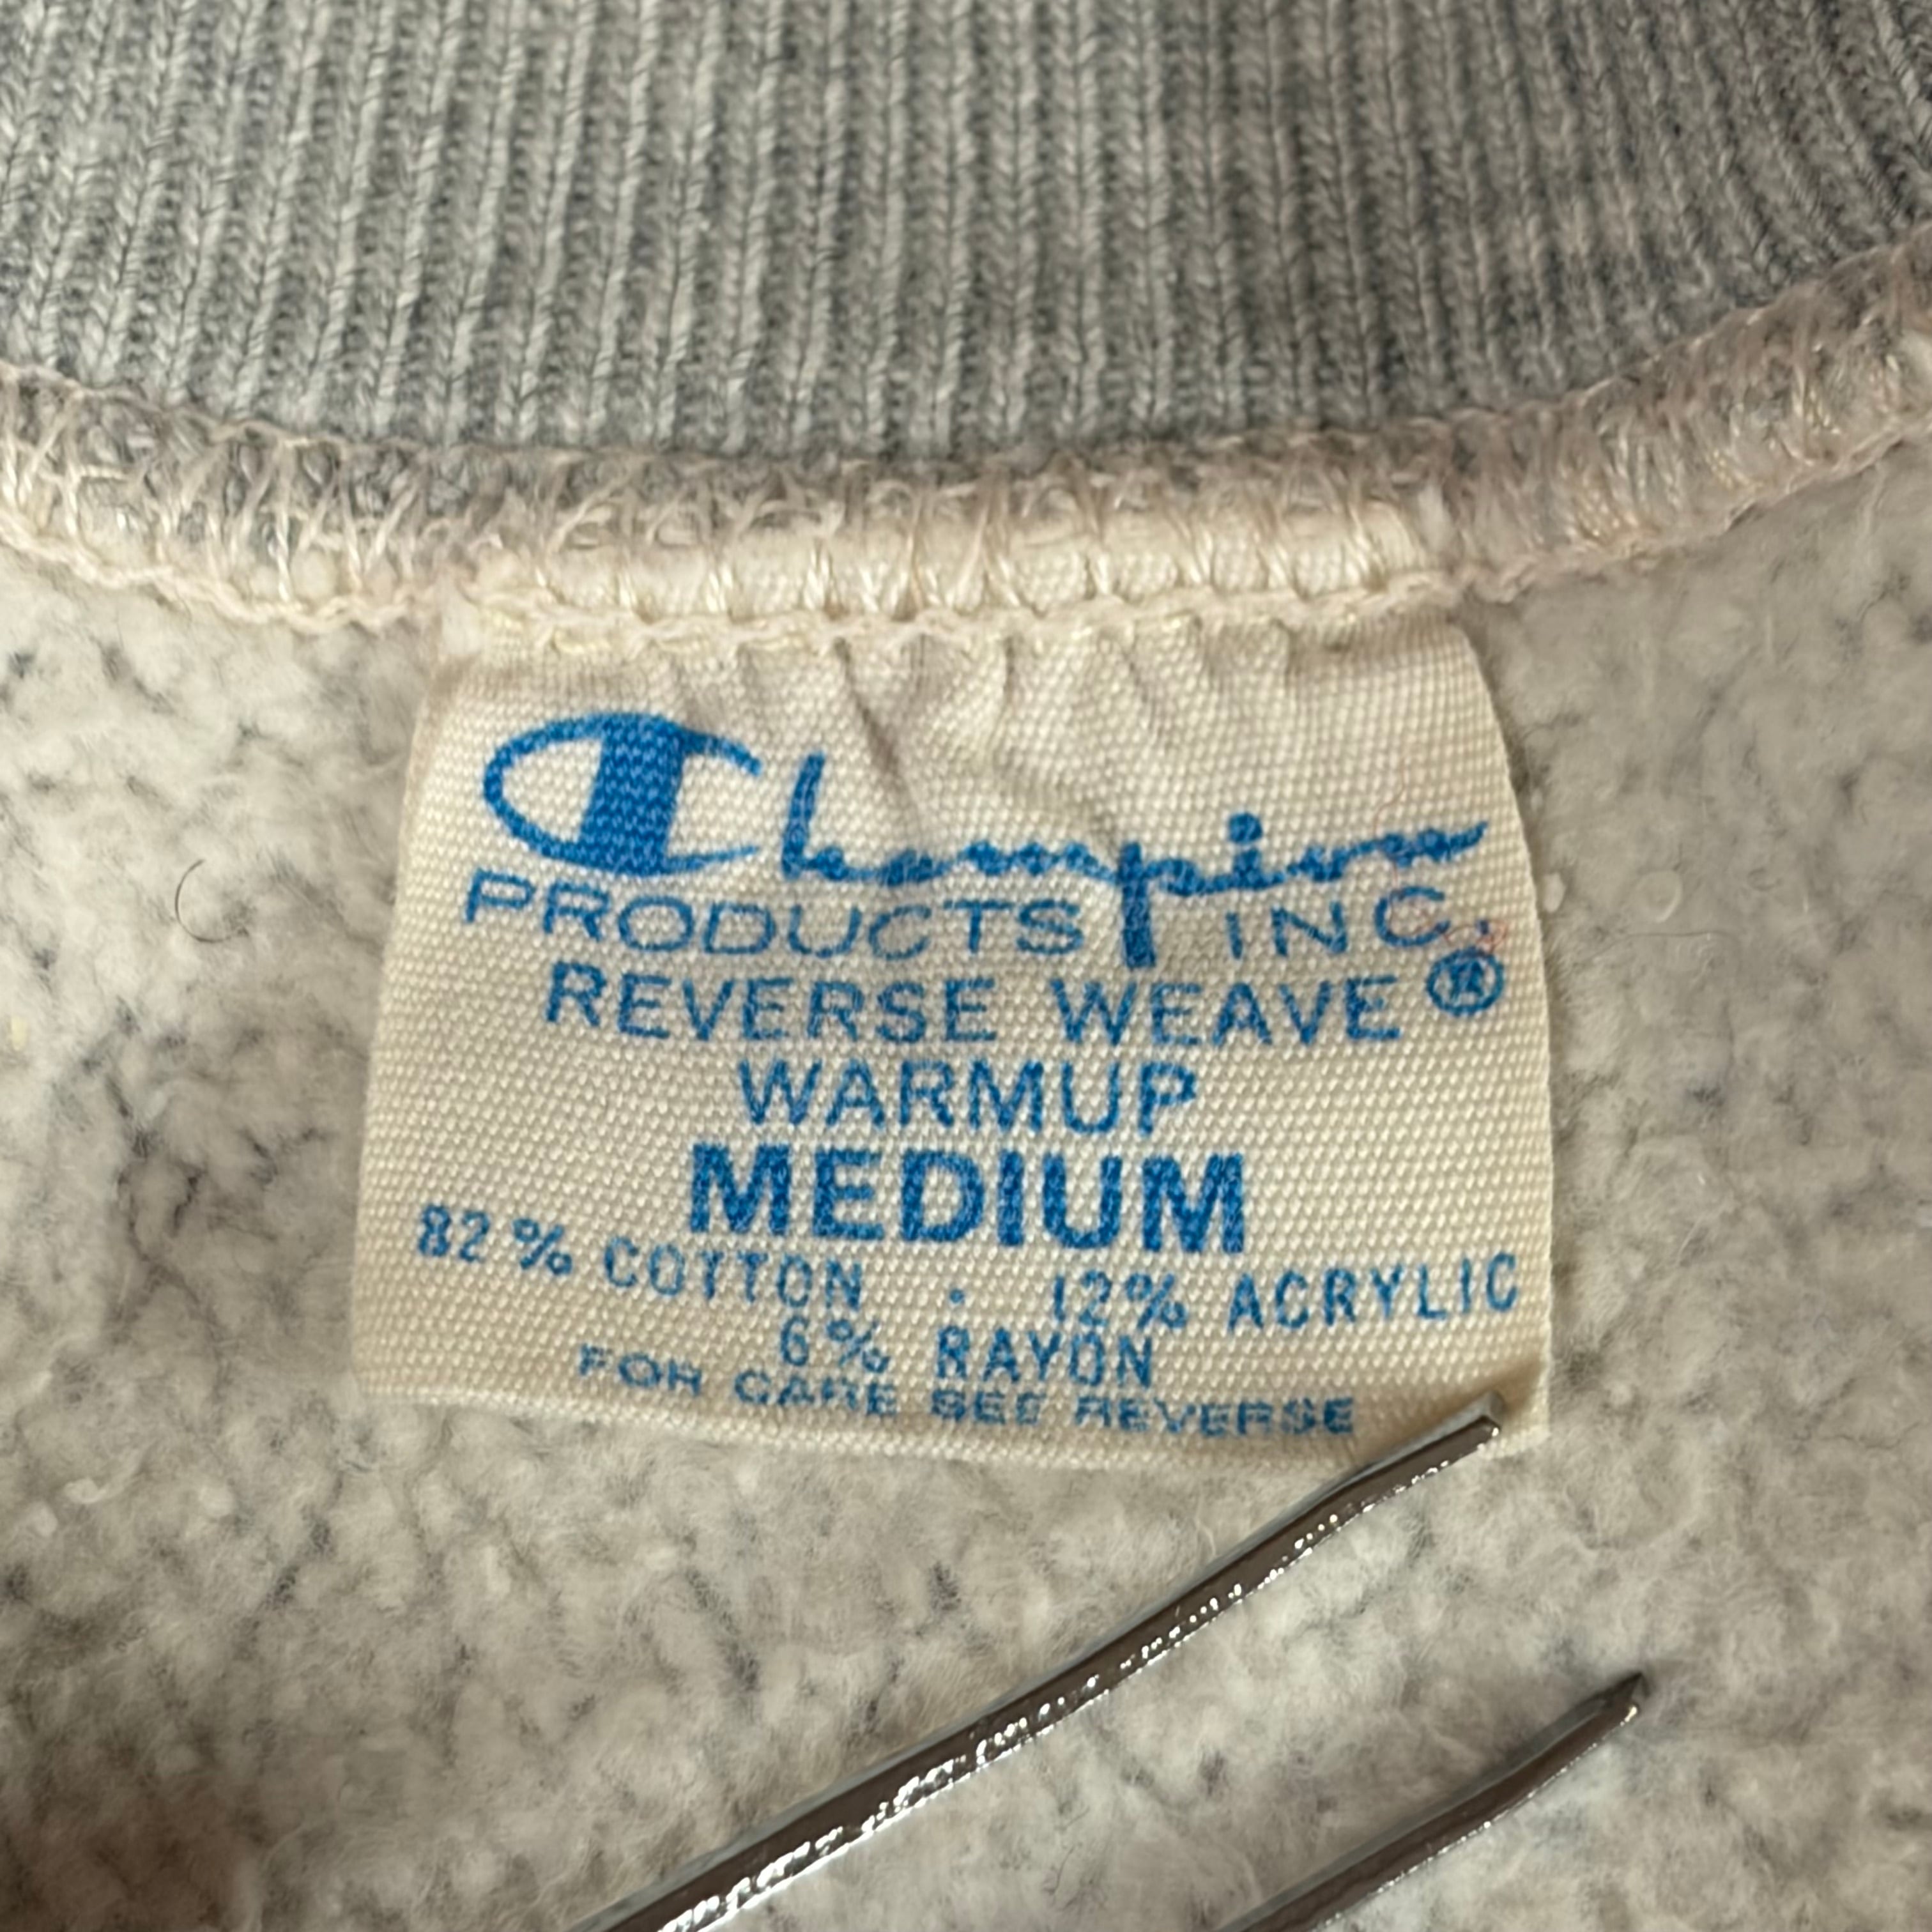 Champion
PRODUCTS INC.
REVERSE WEAVE®
WARMUP
MEDIUM
82% COTTON . 12% ACRYLIC
6% RAYON
FOR CARE SEE REVERSE